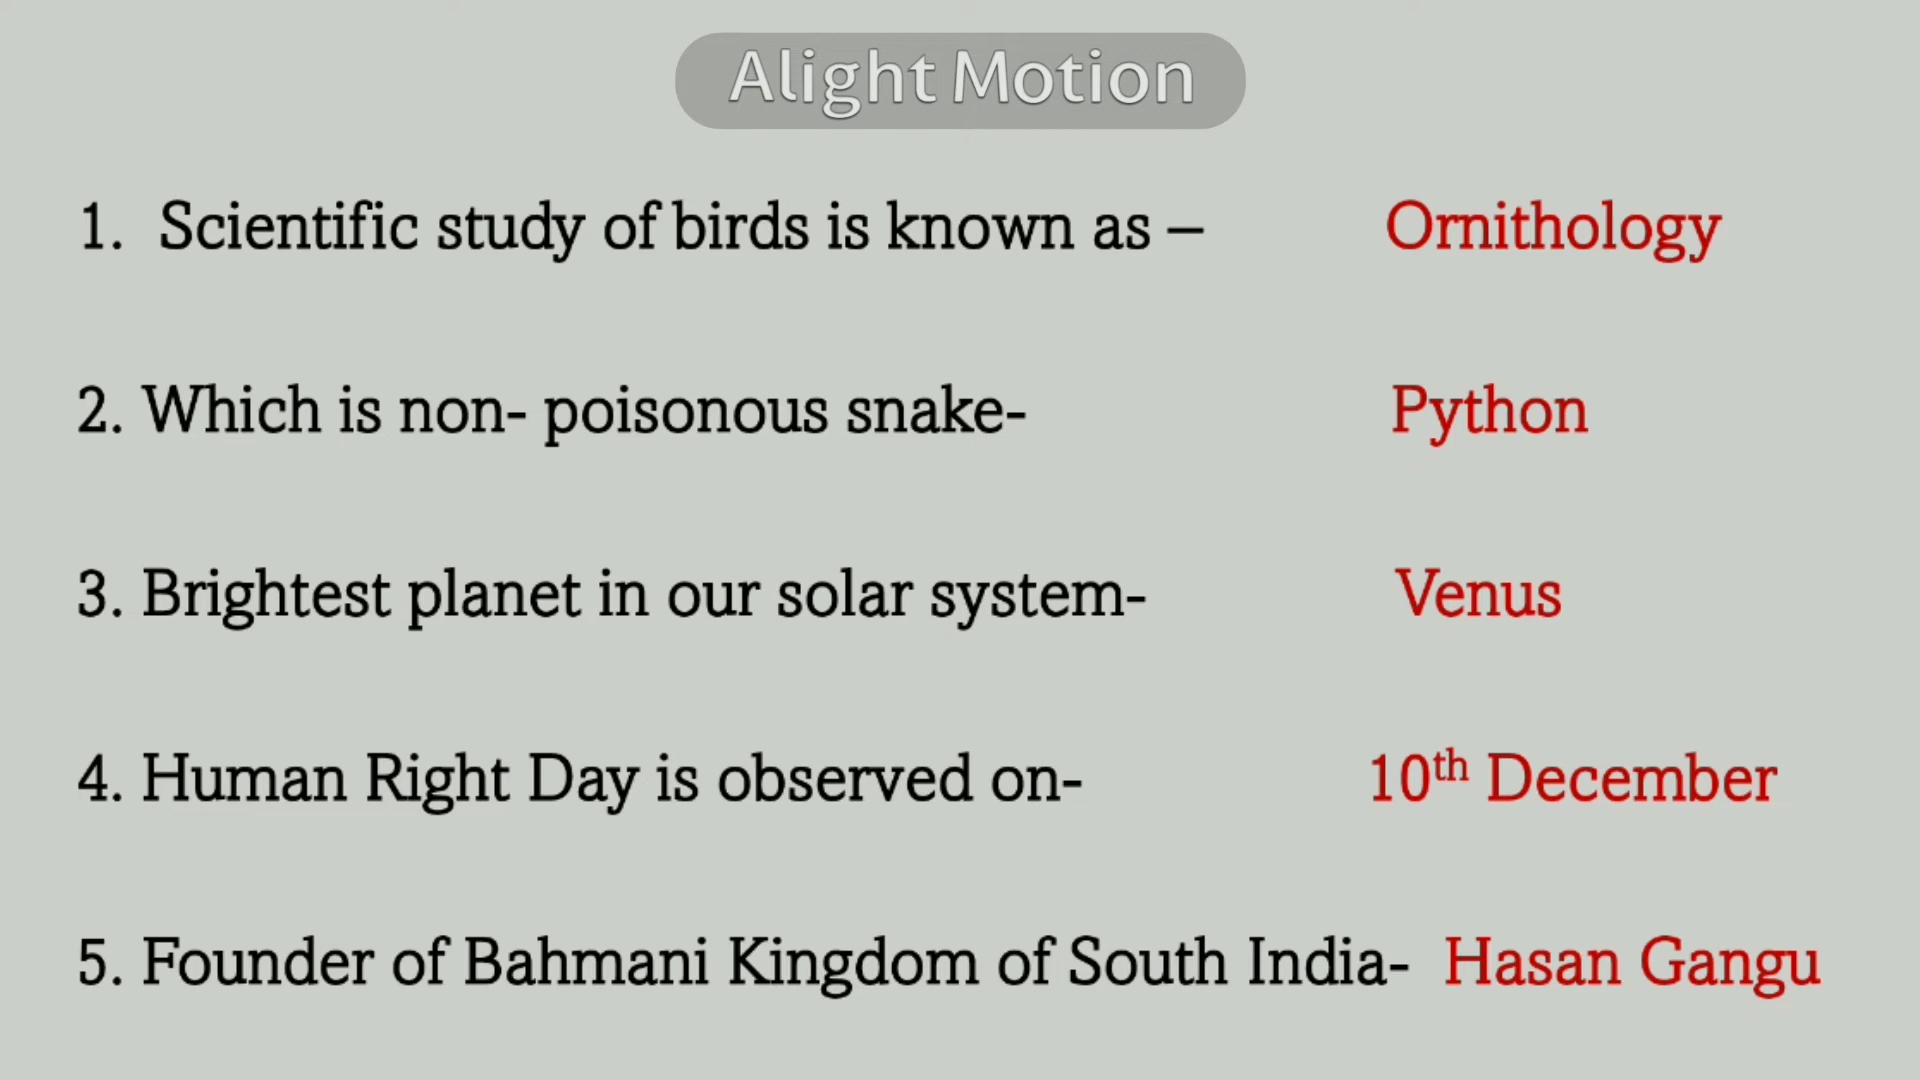 Alight Motion
1. Scientific study of birds is known as – Ornithology
2. Which is non- poisonous snake- Python
3. Brightest planet in our solar system- Venus
4. Human Right Day is observed on- 10th December
5. Founder of Bahmani Kingdom of South India- Hasan Gangu